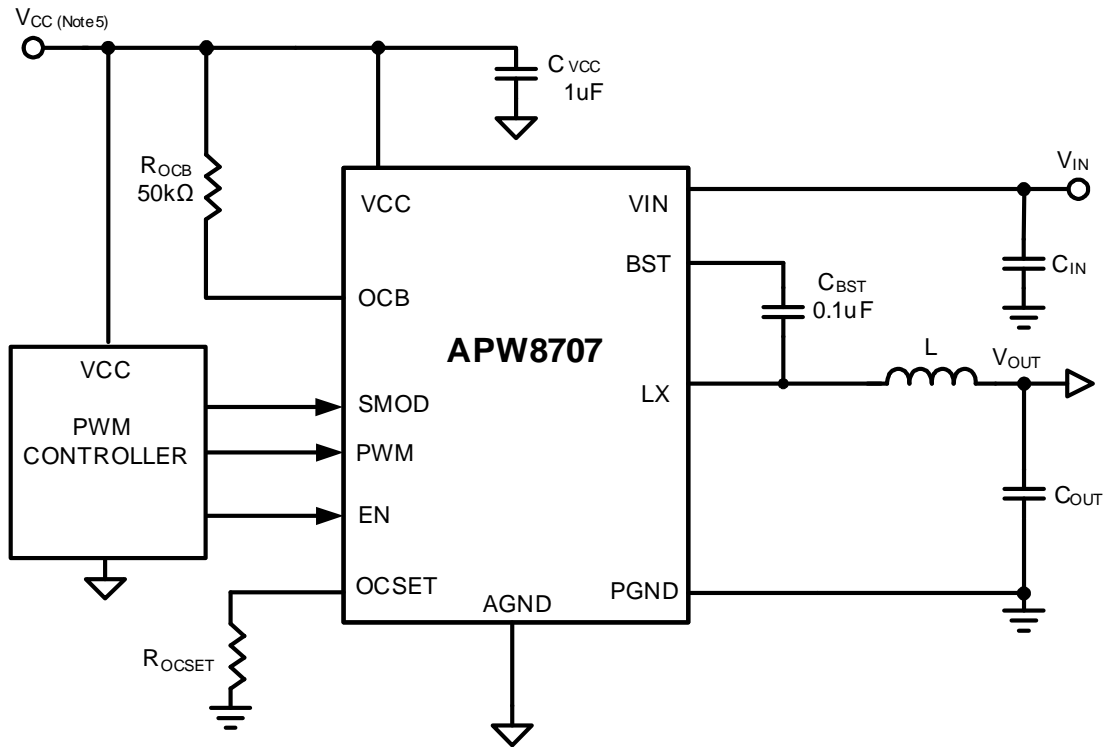 VCC (Note5)
CVCC
1uF
ROCB
50kΩ
VIN
VCC
VIN
BST
CIN
CBST
0.1uF
OCB
APW8707
L
VOUT
VCC
LX
SMOD
PWM
CONTROLLER
PWM
COUT
EN
OCSET
PGND
AGND
ROCSET